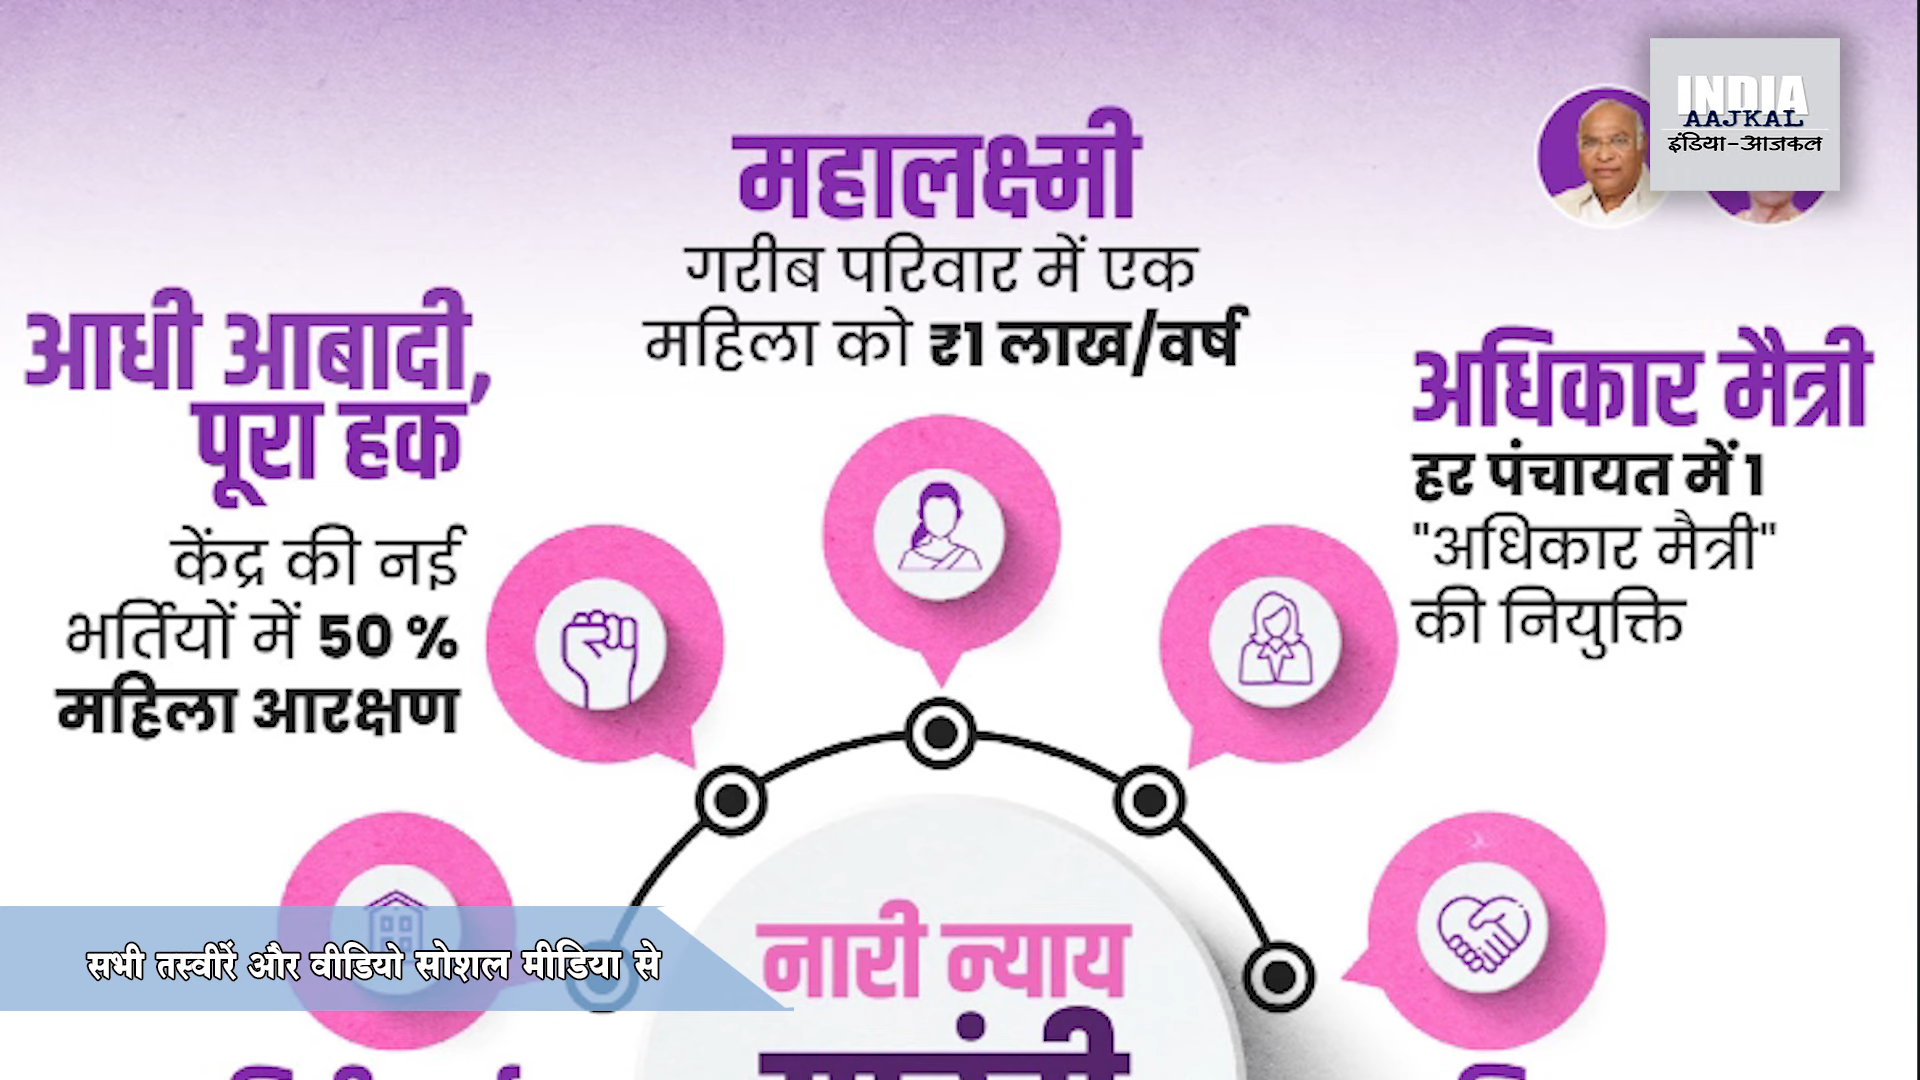 INDIA
AAJKAL
इंडिया-आजकल
महालक्ष्मी
गरीब परिवार में एक
महिला को ₹1 लाख/वर्ष
आधी आबादी,
पूरा हक
केंद्र की नई
भर्तियों में 50 %
महिला आरक्षण
अधिकार मैत्री
हर पंचायत में 1
"अधिकार मैत्री"
की नियुक्ति
नारी न्याय
सभी तस्वीरें और वीडियो सोशल मीडिया से